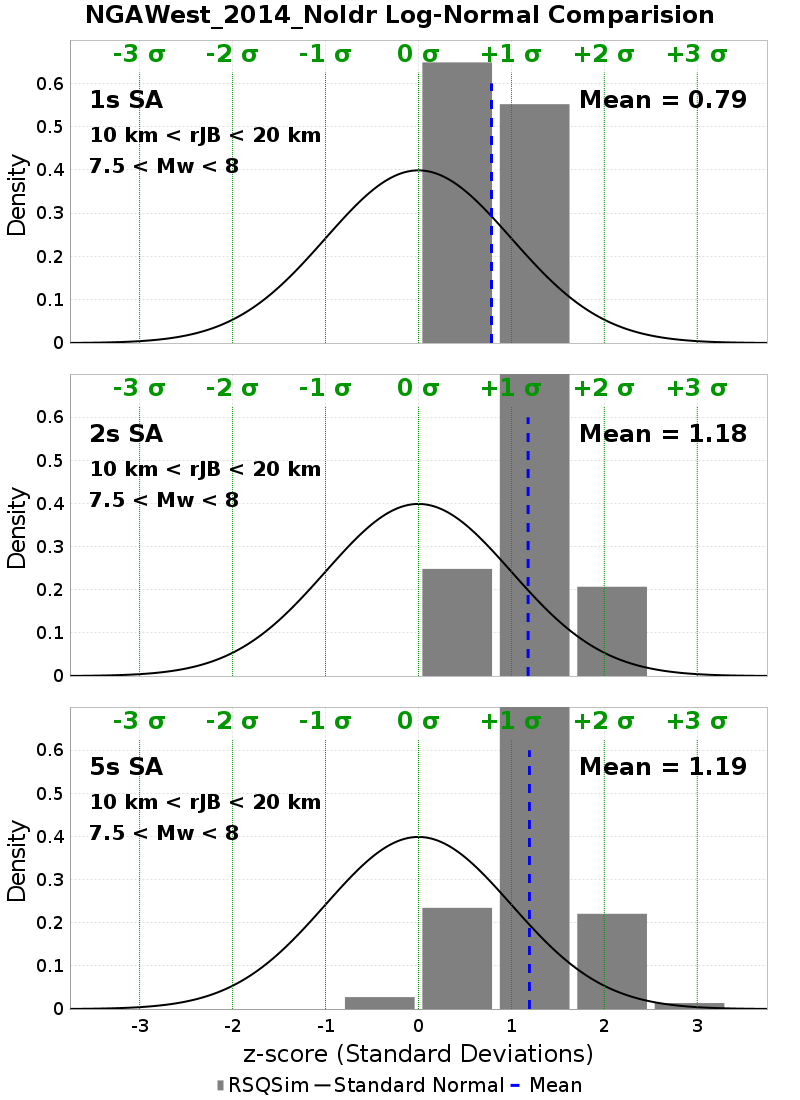 NGAWest_2014_NoIdr Log-Normal Comparision
-3 σ -2 σ -1 σ 0 σ +1 σ +2 σ +3 σ
1s SA Mean = 0.79
10 km < rJB < 20 km
7.5 < Mw < 8
0.6
0.5
0.4
0.3
0.2
0.1
0
Density
-3 σ -2 σ -1 σ 0 σ +1 σ +2 σ +3 σ
2s SA Mean = 1.18
10 km < rJB < 20 km
7.5 < Mw < 8
0.6
0.5
0.4
0.3
0.2
0.1
0
Density
-3 σ -2 σ -1 σ 0 σ +1 σ +2 σ +3 σ
5s SA Mean = 1.19
10 km < rJB < 20 km
7.5 < Mw < 8
0.6
0.5
0.4
0.3
0.2
0.1
0
Density
-3 -2 -1 0 1 2 3
z-score (Standard Deviations)
RSQSim Standard Normal Mean